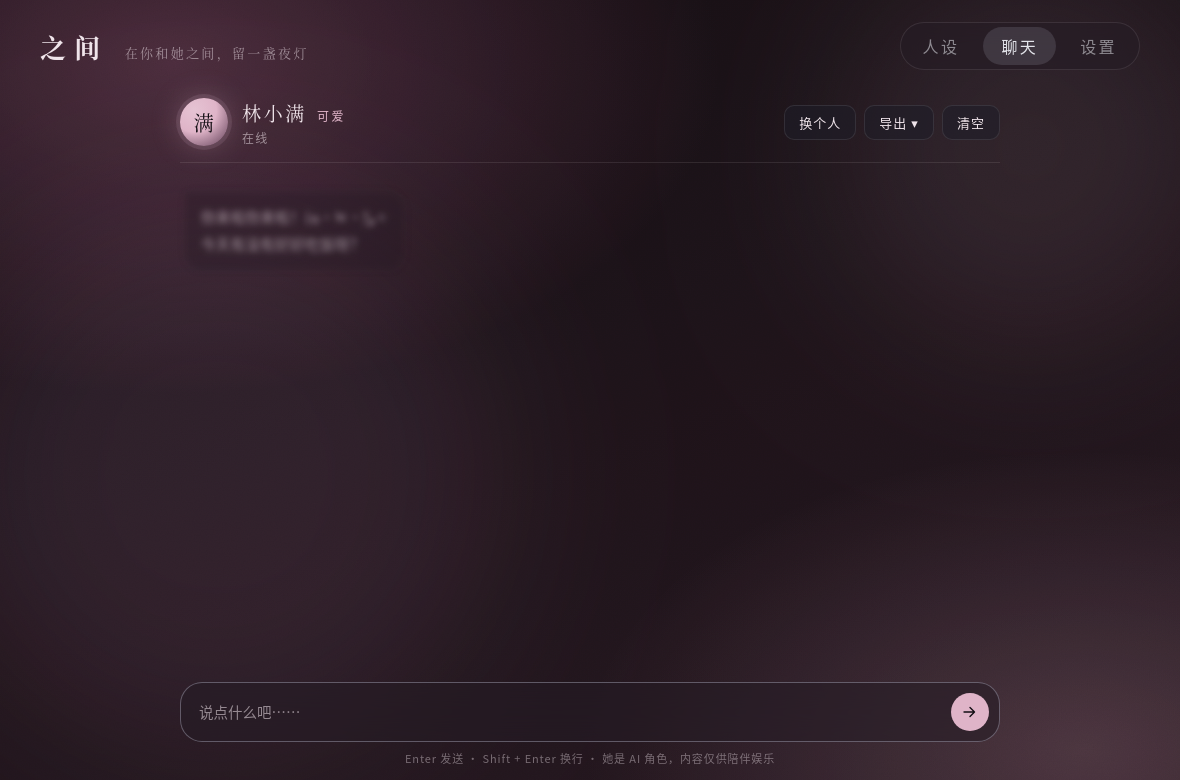 之间
在你和她之间，留一盏夜灯
人设
聊天
设置
满
林小满 可爱
在线
换个人
导出 ▾
清空
说点什么吧……
Enter 发送 · Shift + Enter 换行 · 她是 AI 角色，内容仅供陪伴娱乐